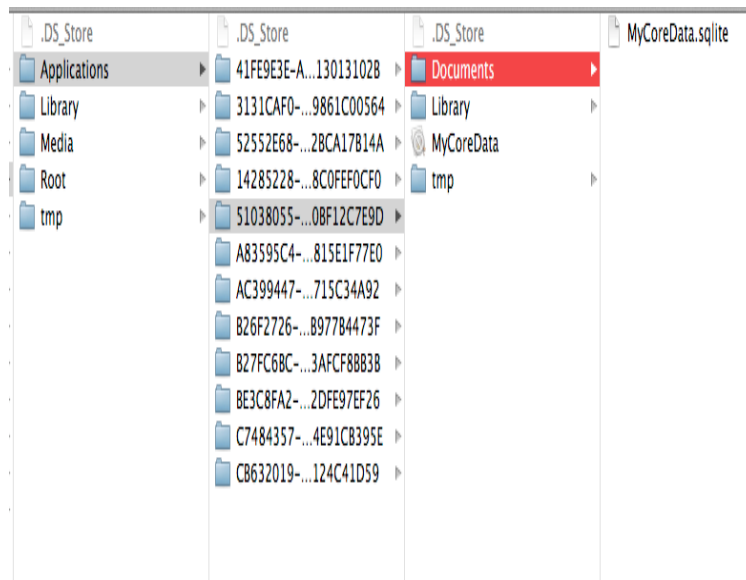 .DS_Store
Applications
Library
Media
Root
tmp
.DS_Store
41FE9E3E-A...13013102B
3131CAF0-...9861C00564
52552E68-...2BCA17B14A
14285228-...8C0FEF0CF0
51038055-...0BF12C7E9D
A83595C4-...815E1F77E0
AC399447-...715C34A92
B26F2726-...B977B4473F
B27FC6BC-...3AFCF8BB3B
BE3C8FA2-...2DFE97EF26
C7484357-...4E91CB395E
CB632019-...124C41D59
.DS_Store
Documents
Library
MyCoreData
tmp
MyCoreData.sqlite